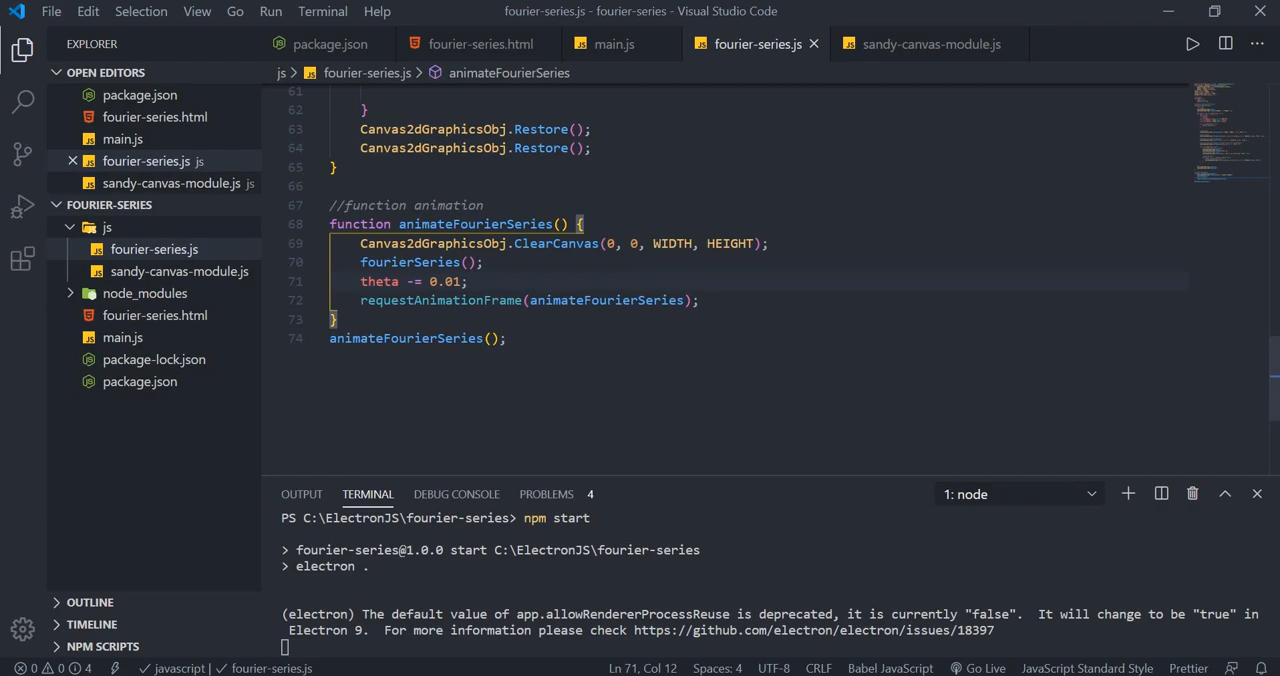 File Edit Selection View Go Run Terminal Help fourier-series.js - fourier-series - Visual Studio Code
EXPLORER
OPEN EDITORS
package.json
fourier-series.html
main.js
fourier-series.js js
sandy-canvas-module.js js
FOURIER-SERIES
js
fourier-series.js
sandy-canvas-module.js
node_modules
fourier-series.html
main.js
package-lock.json
package.json
OUTLINE
TIMELINE
NPM SCRIPTS
package.json fourier-series.html main.js fourier-series.js sandy-canvas-module.js
js > fourier-series.js > animateFourierSeries
61
62 }
63 Canvas2dGraphicsObj.Restore();
64 Canvas2dGraphicsObj.Restore();
65 }
66
67 //function animation
68 function animateFourierSeries() {
69 Canvas2dGraphicsObj.ClearCanvas(0, 0, WIDTH, HEIGHT);
70 fourierSeries();
71 theta -= 0.01;
72 requestAnimationFrame(animateFourierSeries);
73 }
74 animateFourierSeries();
OUTPUT TERMINAL DEBUG CONSOLE PROBLEMS 4 1: node
PS C:\ElectronJS\fourier-series> npm start
> fourier-series@1.0.0 start C:\ElectronJS\fourier-series
> electron .
(electron) The default value of app.allowRendererProcessReuse is deprecated, it is currently "false". It will change to be "true" in
Electron 9. For more information please check https://github.com/electron/electron/issues/18397
0 0 4 javascript | fourier-series.js Ln 71, Col 12 Spaces: 4 UTF-8 CRLF Babel JavaScript Go Live JavaScript Standard Style Prettier